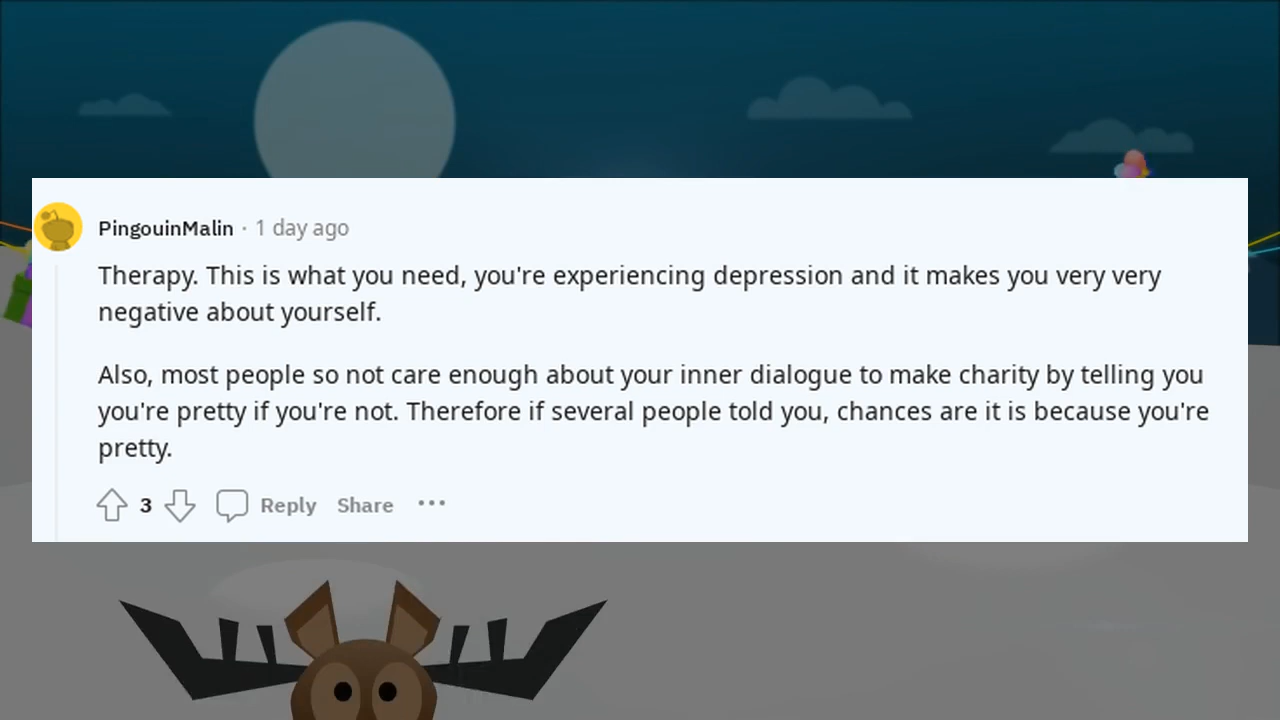 PingouinMalin · 1 day ago
Therapy. This is what you need, you're experiencing depression and it makes you very very
negative about yourself.
Also, most people so not care enough about your inner dialogue to make charity by telling you
you're pretty if you're not. Therefore if several people told you, chances are it is because you're
pretty.
3 Reply Share ···